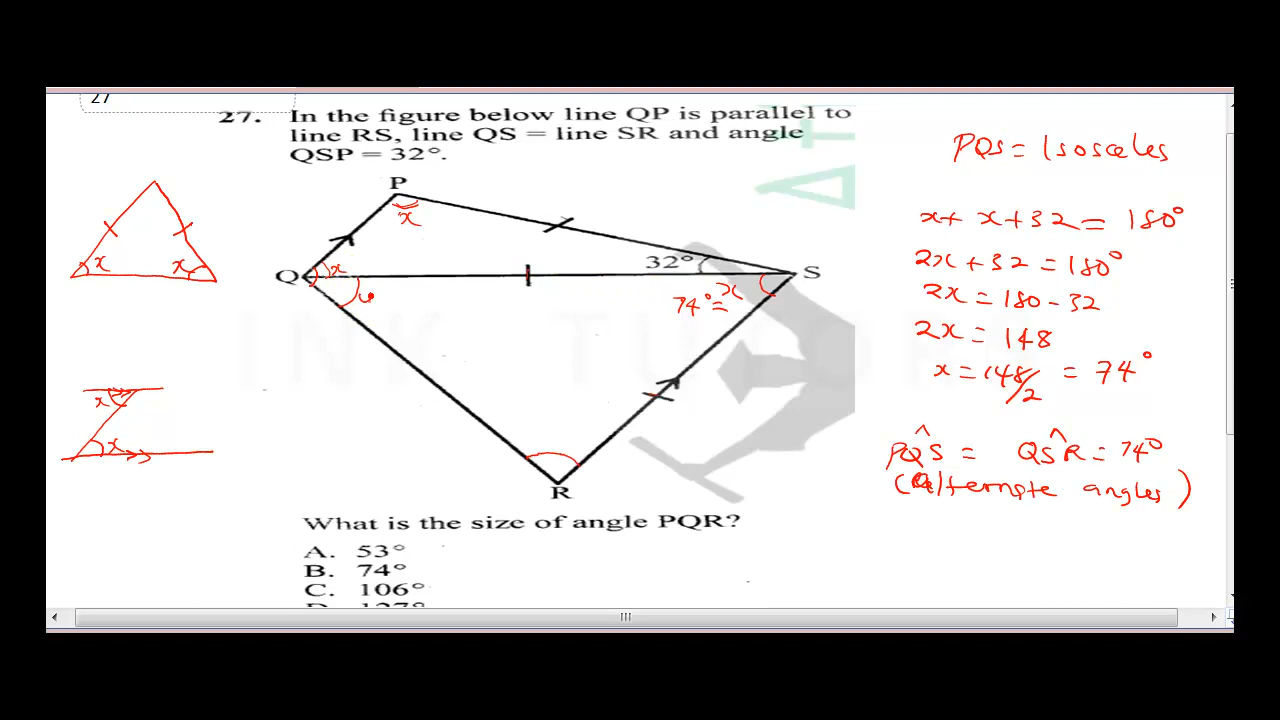 27
27. In the figure below line QP is parallel to
line RS, line QS = line SR and angle
QSP = 32°.
P
x
Q
x
32°
S
74° = x
R
x
x
x
x
What is the size of angle PQR?
A. 53°
B. 74°
C. 106°
D. 127°
PQS = Isosceles
x + x + 32 = 180°
2x + 32 = 180°
2x = 180 - 32
2x = 148
x = 148/2 = 74°
PQ̂S = QŜR = 74°
(alternate angles)